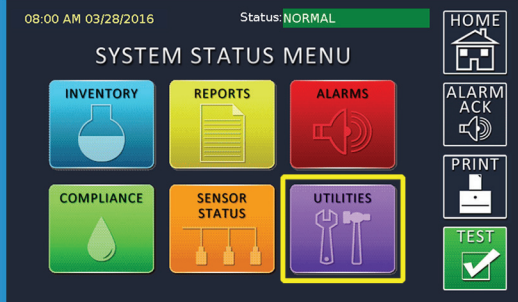 08:00 AM 03/28/2016
Status: NORMAL
SYSTEM STATUS MENU
INVENTORY
REPORTS
ALARMS
COMPLIANCE
SENSOR
STATUS
UTILITIES
HOME
ALARM
ACK
PRINT
TEST